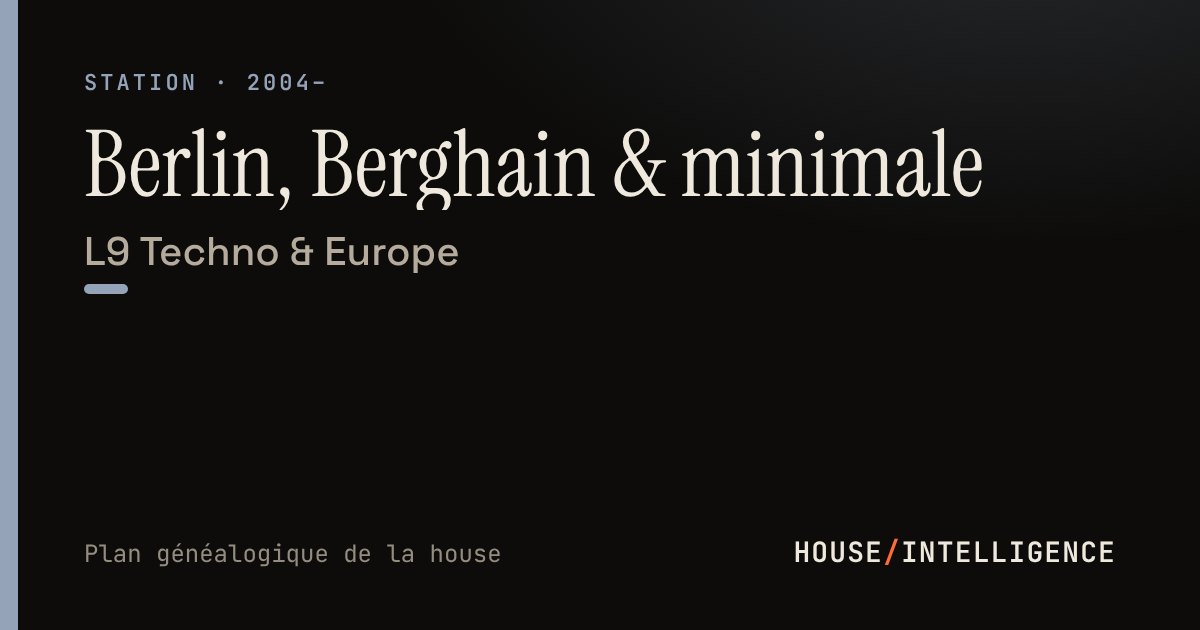 STATION · 2004–
Berlin, Berghain & minimale
L9 Techno & Europe
Plan généalogique de la house
HOUSE/INTELLIGENCE